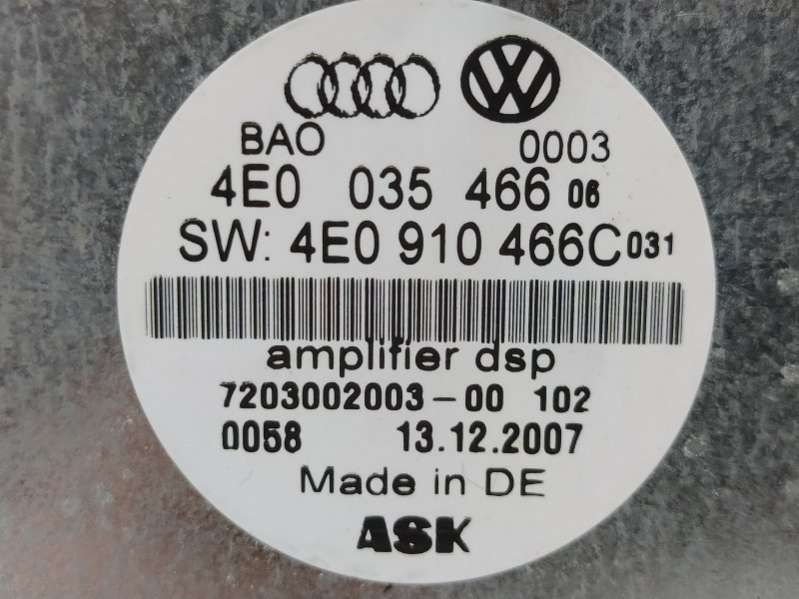 BAO 0003
4E0 035 466 06
SW: 4E0 910 466C 031
amplifier dsp
7203002003-00 102
0058 13.12.2007
Made in DE
ASK